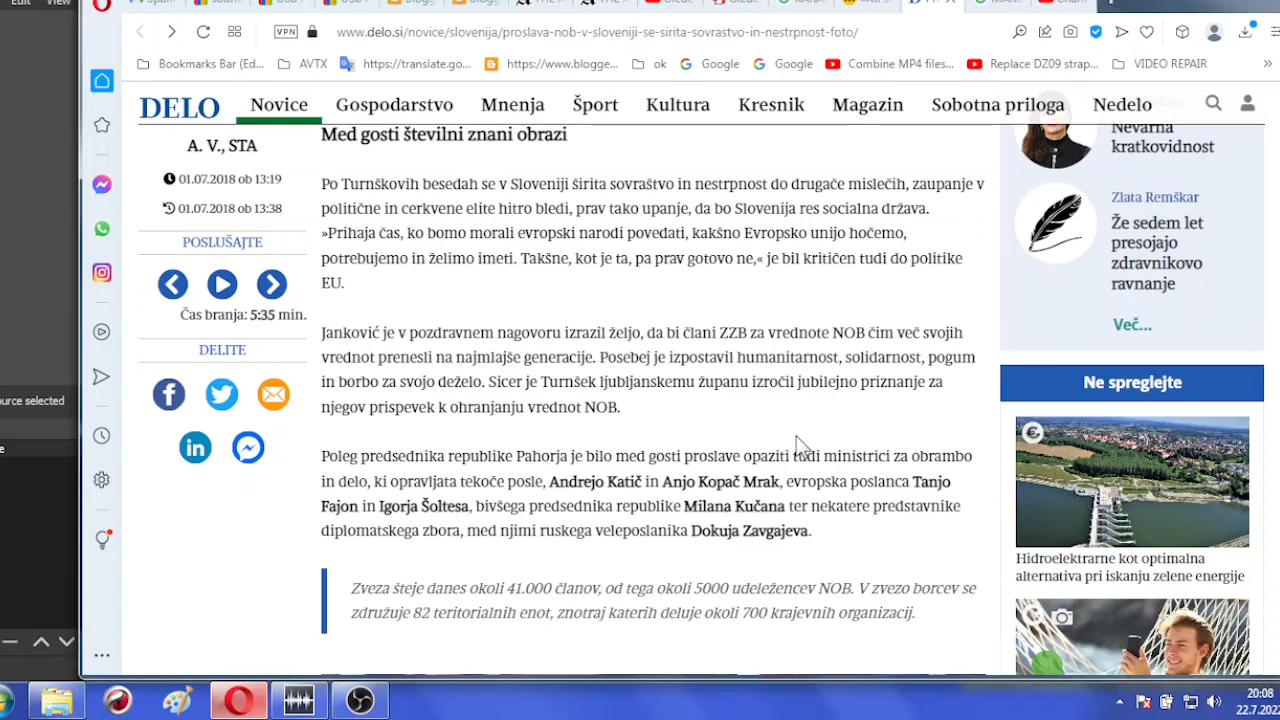 Edit View
VPN
www.delo.si/novice/slovenija/proslava-nob-v-sloveniji-se-sirita-sovrastvo-in-nestrpnost-foto/
Bookmarks Bar (Ed... AVTX https://translate.go... https://www.blogge... ok Google Google Combine MP4 files... Replace DZ09 strap... VIDEO REPAIR »
DELO Novice Gospodarstvo Mnenja Šport Kultura Kresnik Magazin Sobotna priloga Nedelo
A. V., STA
01.07.2018 ob 13:19
01.07.2018 ob 13:38
POSLUŠAJTE
Čas branja: 5:35 min.
DELITE
Med gosti številni znani obrazi
Po Turnškovih besedah se v Sloveniji širita sovraštvo in nestrpnost do drugače mislečih, zaupanje v
politične in cerkvene elite hitro bledi, prav tako upanje, da bo Slovenija res socialna država.
»Prihaja čas, ko bomo morali evropski narodi povedati, kakšno Evropsko unijo hočemo,
potrebujemo in želimo imeti. Takšne, kot je ta, pa prav gotovo ne,« je bil kritičen tudi do politike
EU.
Janković je v pozdravnem nagovoru izrazil željo, da bi člani ZZB za vrednote NOB čim več svojih
vrednot prenesli na najmlajše generacije. Posebej je izpostavil humanitarnost, solidarnost, pogum
in borbo za svojo deželo. Sicer je Turnšek ljubljanskemu županu izročil jubilejno priznanje za
njegov prispevek k ohranjanju vrednot NOB.
Poleg predsednika republike Pahorja je bilo med gosti proslave opaziti tudi ministrici za obrambo
in delo, ki opravljata tekoče posle, Andrejo Katič in Anjo Kopač Mrak, evropska poslanca Tanjo
Fajon in Igorja Šoltesa, bivšega predsednika republike Milana Kučana ter nekatere predstavnike
diplomatskega zbora, med njimi ruskega veleposlanika Dokuja Zavgajeva.
Zveza šteje danes okoli 41.000 članov, od tega okoli 5000 udeležencev NOB. V zvezo borcev se
združuje 82 teritorialnih enot, znotraj katerih deluje okoli 700 krajevnih organizacij.
Nevarna
kratkovidnost
Zlata Remškar
Že sedem let
presojajo
zdravnikovo
ravnanje
Več...
Ne spreglejte
Hidroelektrarne kot optimalna
alternativa pri iskanju zelene energije
ource selected
20:08
22.7.202